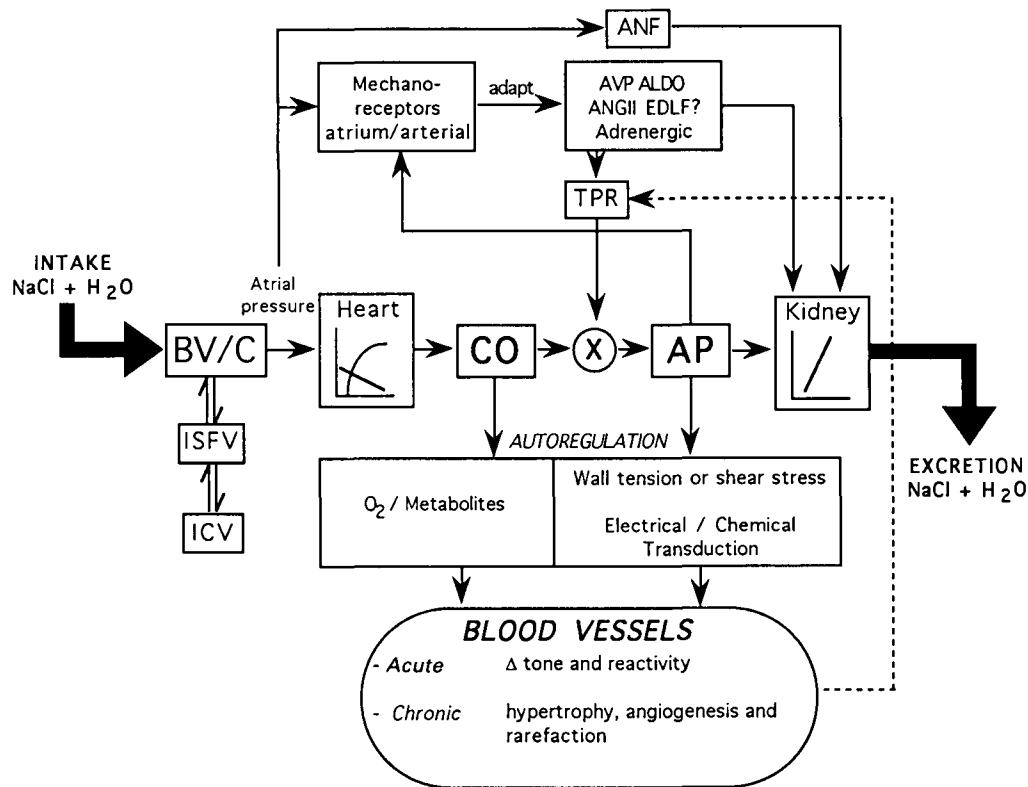 ANF
Mechano-
receptors
atrium/arterial
adapt
AVP ALDO
ANGII EDLF?
Adrenergic
TPR
INTAKE
NaCl + H2O
Atrial
pressure
BV/C
Heart
CO
X
AP
Kidney
ISFV
ICV
AUTOREGULATION
EXCRETION
NaCl + H2O
O2 / Metabolites
Wall tension or shear stress
Electrical / Chemical
Transduction
BLOOD VESSELS
- Acute Δ tone and reactivity
- Chronic hypertrophy, angiogenesis and
rarefaction